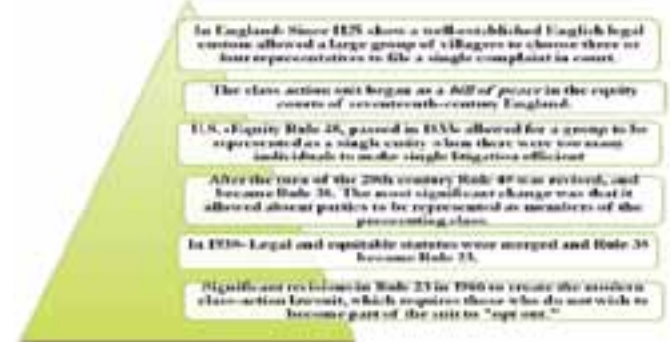 In England- Since 1125 show a well-established English legal
custom allowed a large group of villagers to choose three or
four representatives to file a single complaint in court.
The class action suit began as a bill of peace in the equity
courts of seventeenth-century England.
U.S. -Equity Rule 48, passed in 1833- allowed for a group to be
represented as a single entity when there were too many
individuals to make single litigation efficient
After the turn of the 20th century Rule 48 was revised, and
became Rule 38. The most significant change was that it
allowed absent parties to be represented as members of the
prosecuting class.
In 1938- Legal and equitable statutes were merged and Rule 38
became Rule 23.
Significant revisions in Rule 23 in 1966 to create the modern
class-action lawsuit, which requires those who do not wish to
become part of the suit to "opt out."